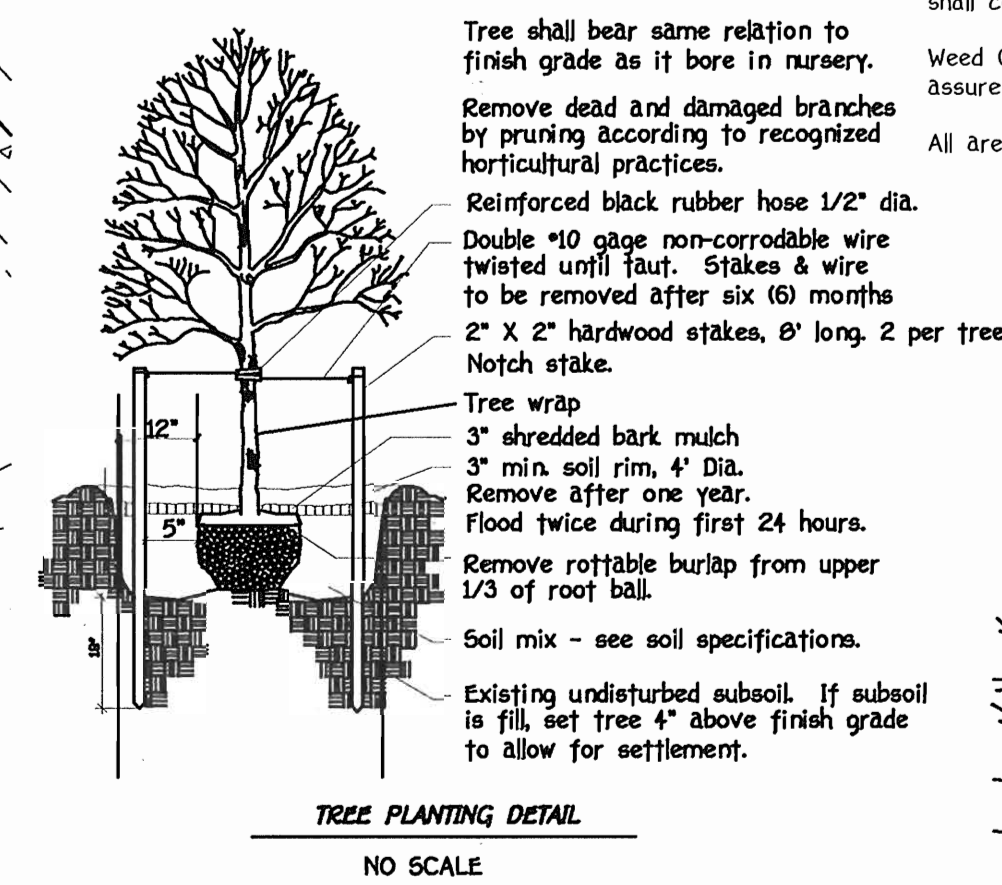 Tree shall bear same relation to
finish grade as it bore in nursery.
Remove dead and damaged branches
by pruning according to recognized
horticultural practices.
Reinforced black rubber hose 1/2" dia.
Double #10 gage non-corrodable wire
twisted until taut. Stakes & wire
to be removed after six (6) months
2" X 2" hardwood stakes, 8' long. 2 per tree
Notch stake.
Tree wrap
3" shredded bark mulch
3" min. soil rim, 4' Dia.
Remove after one year.
Flood twice during first 24 hours.
Remove rottable burlap from upper
1/3 of root ball.
Soil mix - see soil specifications.
Existing undisturbed subsoil. If subsoil
is fill, set tree 4" above finish grade
to allow for settlement.
12"
5"
18"
TREE PLANTING DETAIL
NO SCALE
shall c
Weed (
assure
All are